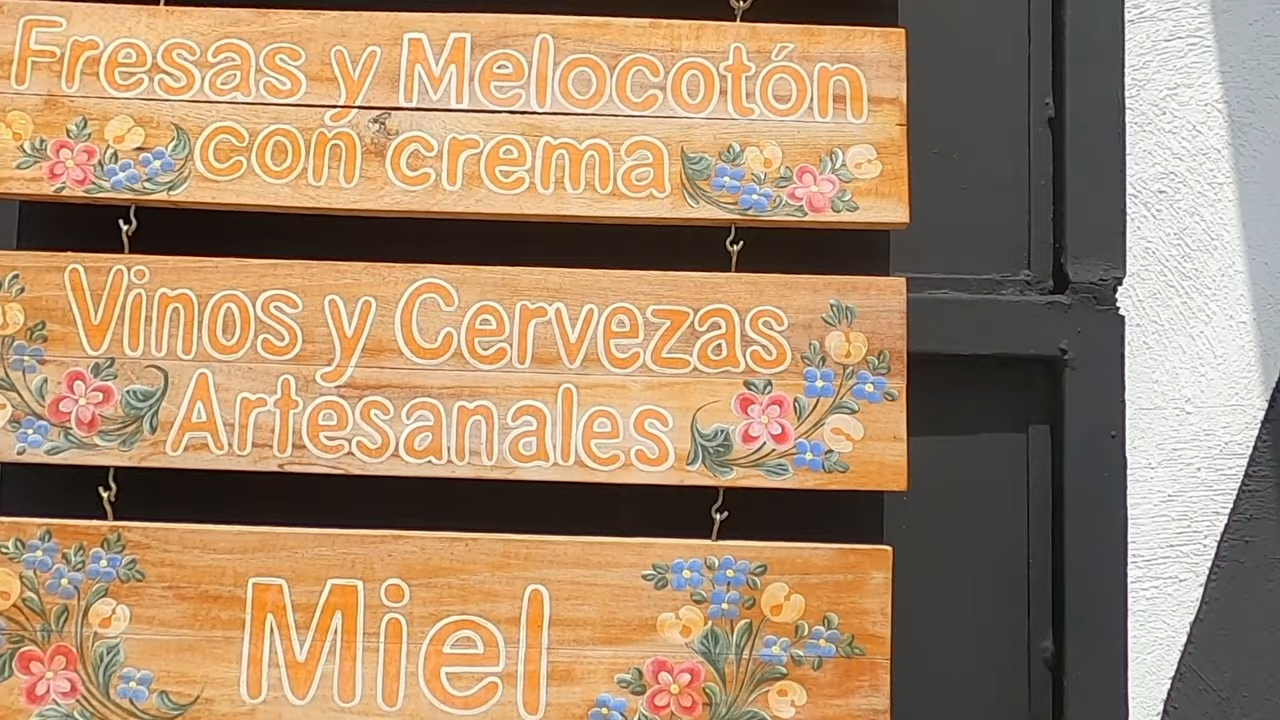 Fresas y Melocotón
con crema
Vinos y Cervezas
Artesanales
Miel